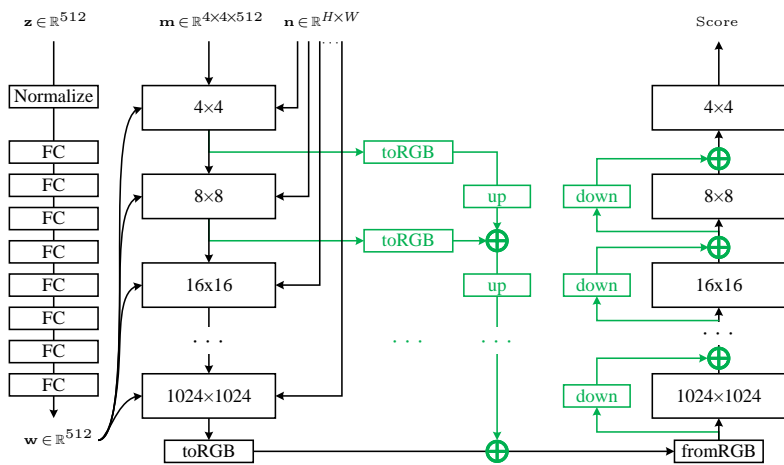 z ∈ ℝ^512
m ∈ ℝ^4×4×512
n ∈ ℝ^H×W
...
Score
Normalize
4×4
4×4
FC
toRGB
FC
8×8
up
down
8×8
FC
toRGB
FC
16x16
up
down
16x16
FC
FC
. . .
. . .
. . .
. . .
FC
FC
1024×1024
down
1024×1024
w ∈ ℝ^512
toRGB
fromRGB